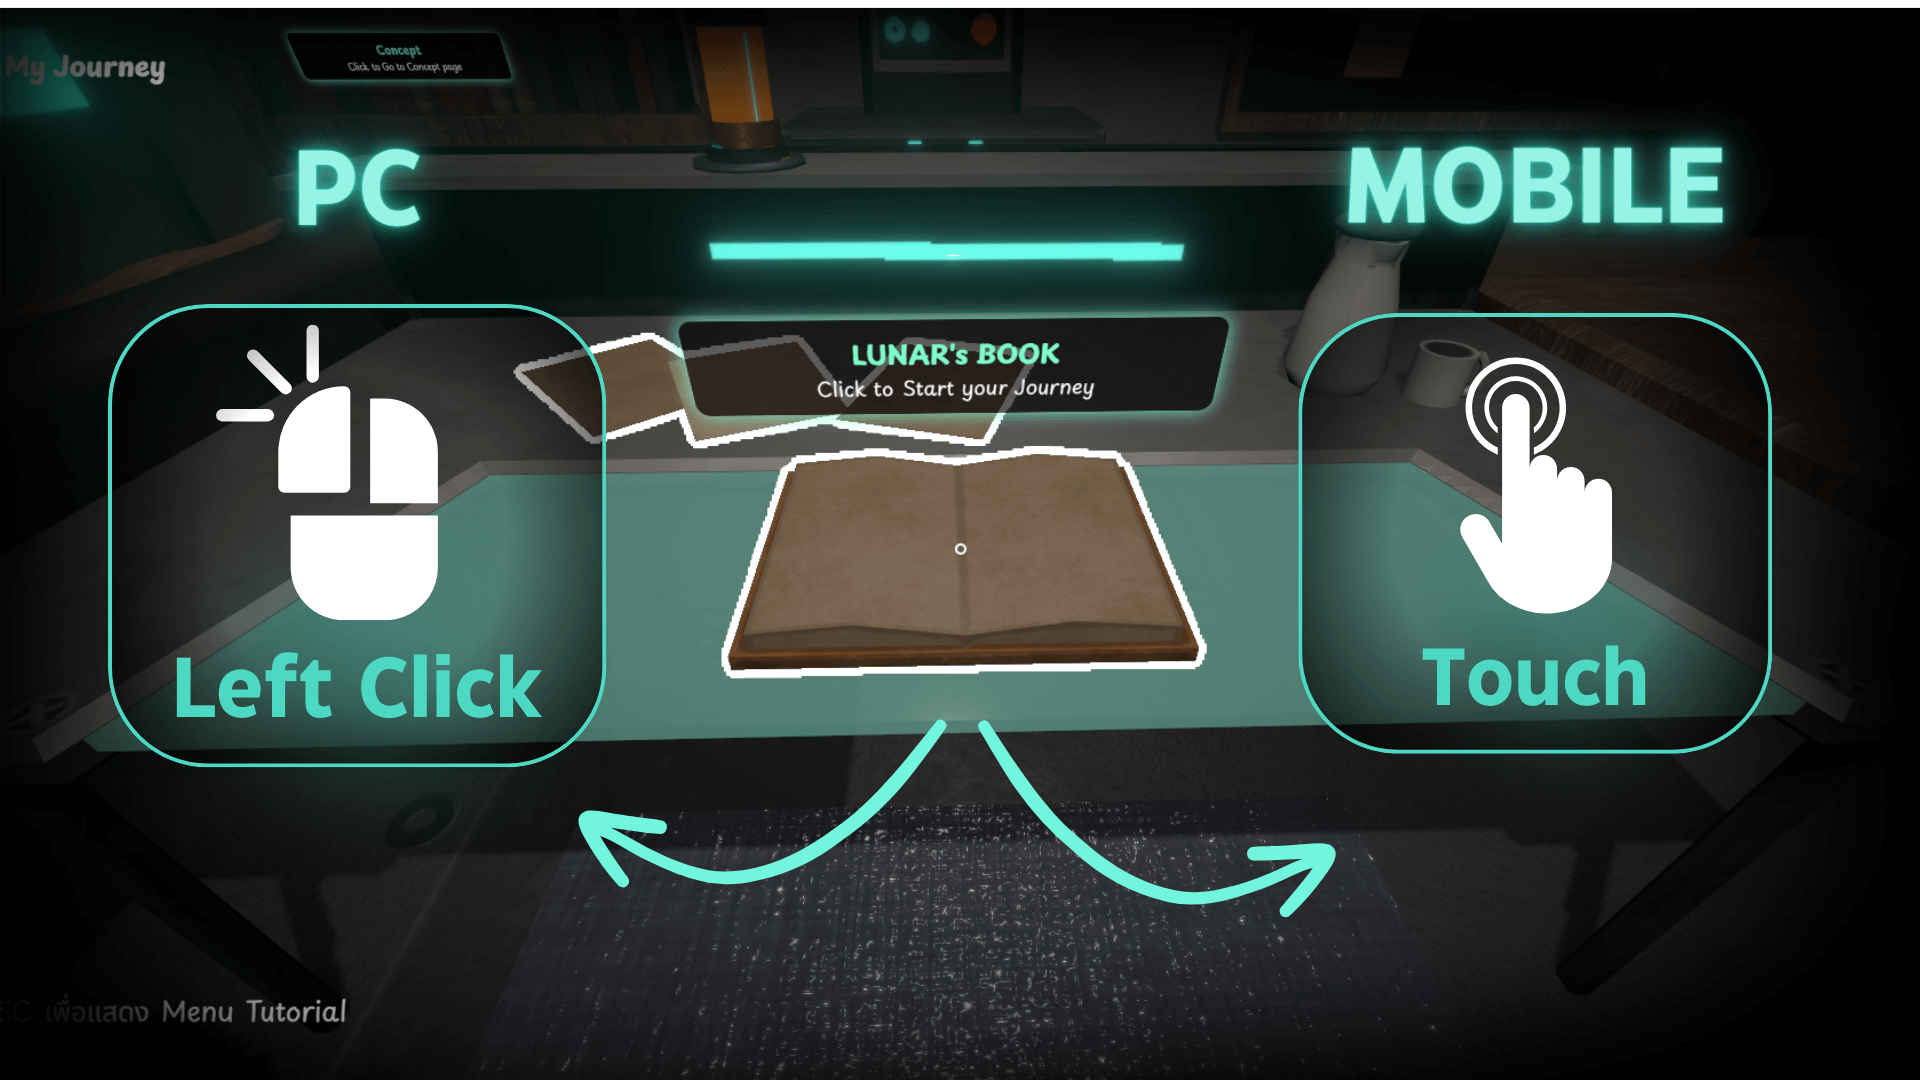 My Journey
Concept
Click to Go to Concept page
PC
MOBILE
LUNAR's BOOK
Click to Start your Journey
Left Click
Touch
เพื่อแสดง Menu Tutorial